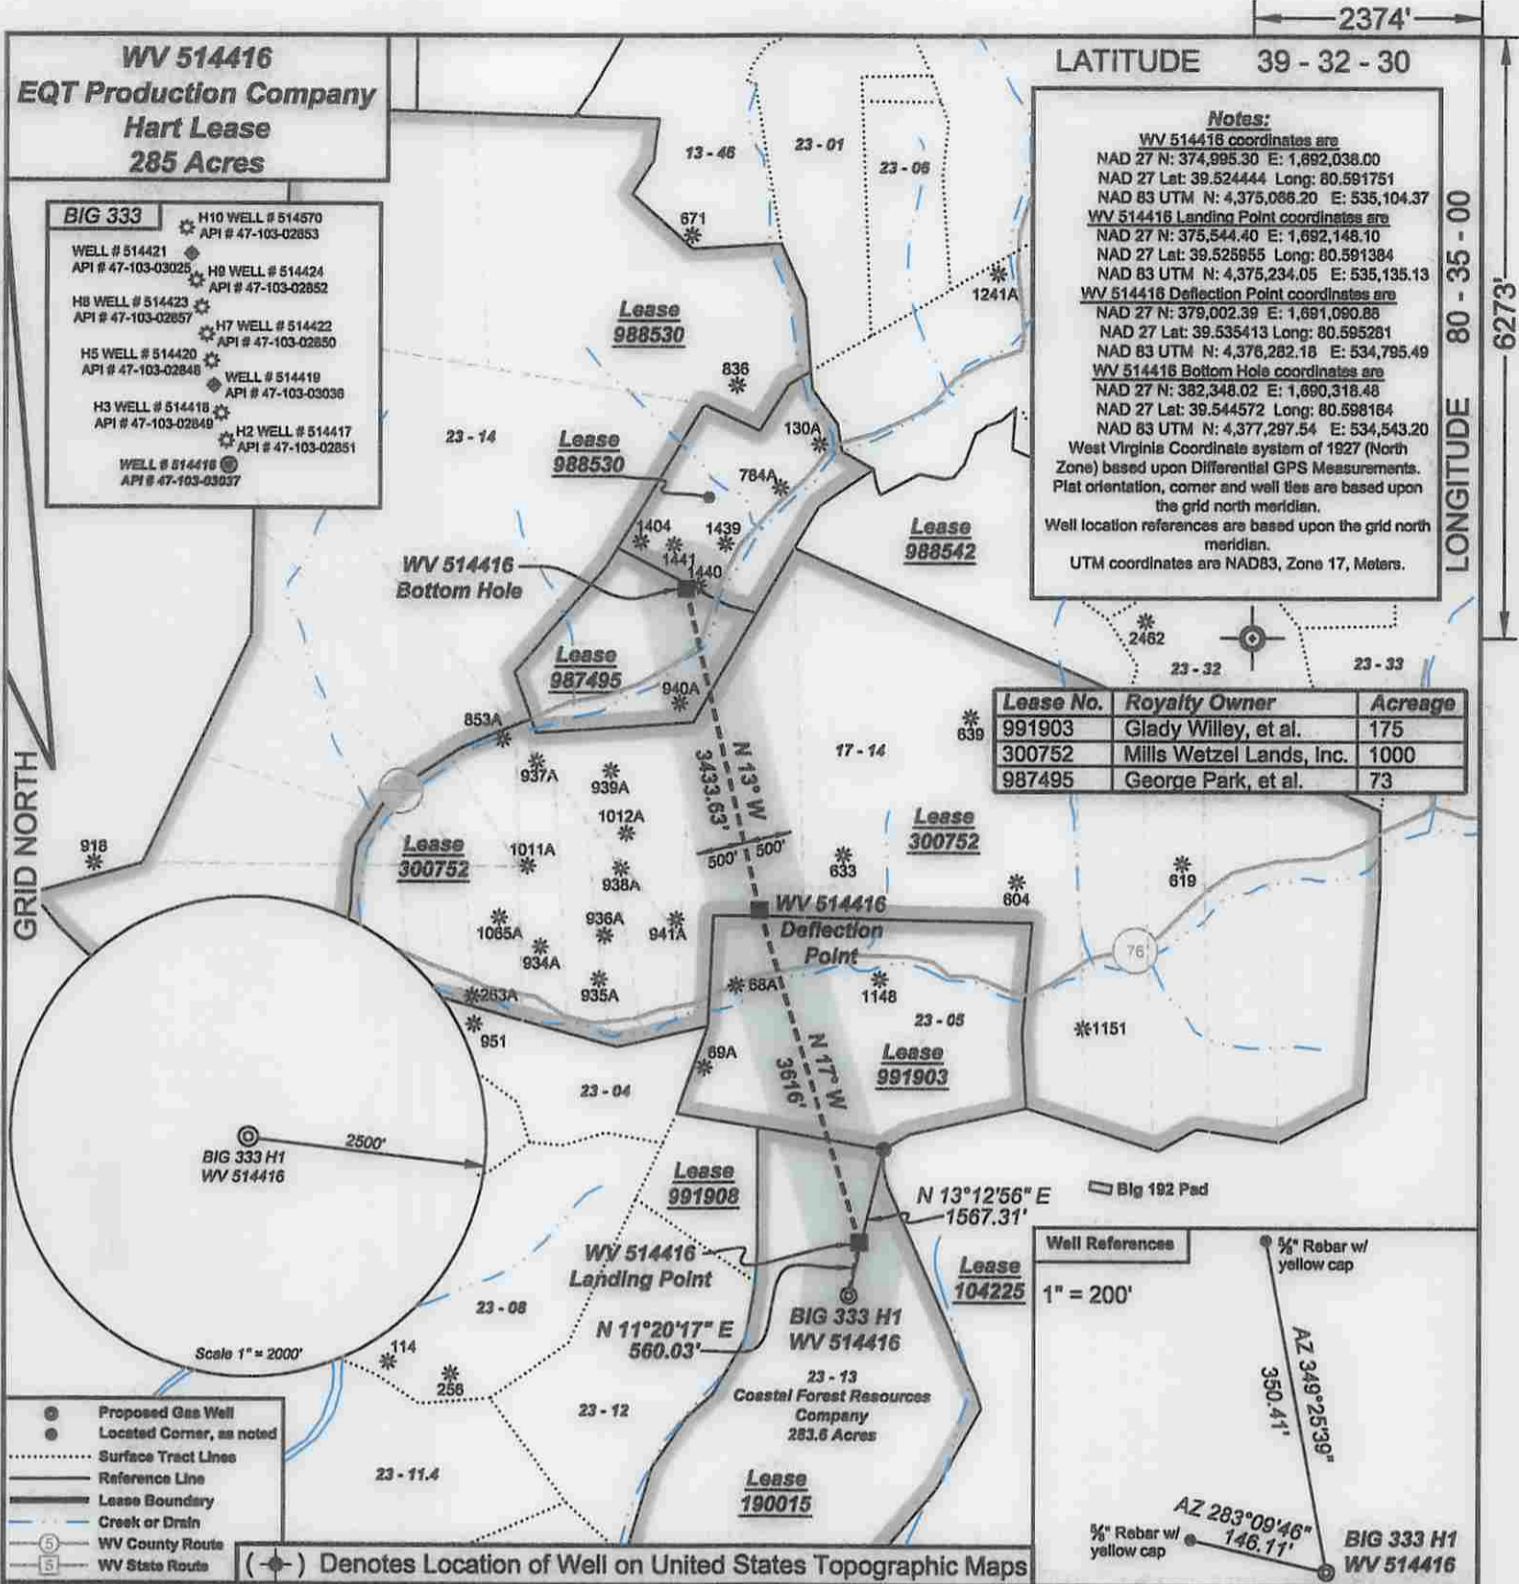 2374'
WV 514416
EQT Production Company
Hart Lease
285 Acres
LATITUDE 39 - 32 - 30
Notes:
WV 514416 coordinates are
NAD 27 N: 374,995.30 E: 1,692,038.00
NAD 27 Lat: 39.524444 Long: 80.591751
NAD 83 UTM N: 4,375,066.20 E: 535,104.37
WV 514416 Landing Point coordinates are
NAD 27 N: 375,544.40 E: 1,692,148.10
NAD 27 Lat: 39.525955 Long: 80.591384
NAD 83 UTM N: 4,375,234.05 E: 535,135.13
WV 514416 Deflection Point coordinates are
NAD 27 N: 379,002.39 E: 1,691,090.88
NAD 27 Lat: 39.535413 Long: 80.595281
NAD 83 UTM N: 4,376,282.18 E: 534,795.49
WV 514416 Bottom Hole coordinates are
NAD 27 N: 382,348.02 E: 1,690,318.48
NAD 27 Lat: 39.544572 Long: 80.598164
NAD 83 UTM N: 4,377,297.54 E: 534,543.20
West Virginia Coordinate system of 1927 (North
Zone) based upon Differential GPS Measurements.
Plat orientation, corner and well ties are based upon
the grid north meridian.
Well location references are based upon the grid north
meridian.
UTM coordinates are NAD83, Zone 17, Meters.
LONGITUDE 80 - 35 - 00
6273'
BIG 333
H10 WELL # 514570
API # 47-103-02853
WELL # 514421
API # 47-103-03025
H9 WELL # 514424
API # 47-103-02852
H8 WELL # 514423
API # 47-103-02857
H7 WELL # 514422
API # 47-103-02850
H5 WELL # 514420
API # 47-103-02848
WELL # 514419
API # 47-103-03036
H3 WELL # 514418
API # 47-103-02849
H2 WELL # 514417
API # 47-103-02851
WELL # 514416
API # 47-103-03037
13 - 46
23 - 01
23 - 06
671
1241A
Lease
988530
836
23 - 14
Lease
988530
130A
784A
1404
1439
1441
1440
Lease
988542
WV 514416
Bottom Hole
2462
23 - 32
23 - 33
Lease
987495
940A
Lease No. Royalty Owner Acreage
991903 Glady Willey, et al. 175
300752 Mills Wetzel Lands, Inc. 1000
987495 George Park, et al. 73
853A
639
17 - 14
937A
939A
N 13° W
3433.63'
GRID NORTH
1012A
Lease
300752
918
Lease
300752
1011A
938A
500' 500'
633
604
619
1065A
936A
941A
934A
WV 514416
Deflection
Point
76
935A
263A
68A
1148
951
23 - 05
1151
69A
Lease
991903
N 17° W
3616'
23 - 04
2500'
BIG 333 H1
WV 514416
Lease
991908
N 13°12'56" E
1567.31'
Big 192 Pad
WV 514416
Landing Point
Lease
104225
23 - 08
N 11°20'17" E
560.03'
BIG 333 H1
WV 514416
Scale 1" = 2000'
114
256
23 - 13
Coastal Forest Resources
Company
283.6 Acres
23 - 12
23 - 11.4
Lease
190015
Well References
1" = 200'
⅝" Rebar w/
yellow cap
AZ 349°25'39"
350.41'
AZ 283°09'46"
146.11'
⅝" Rebar w/
yellow cap
BIG 333 H1
WV 514416
Proposed Gas Well
Located Corner, as noted
Surface Tract Lines
Reference Line
Lease Boundary
Creek or Drain
5 WV County Route
5 WV State Route
( ) Denotes Location of Well on United States Topographic Maps